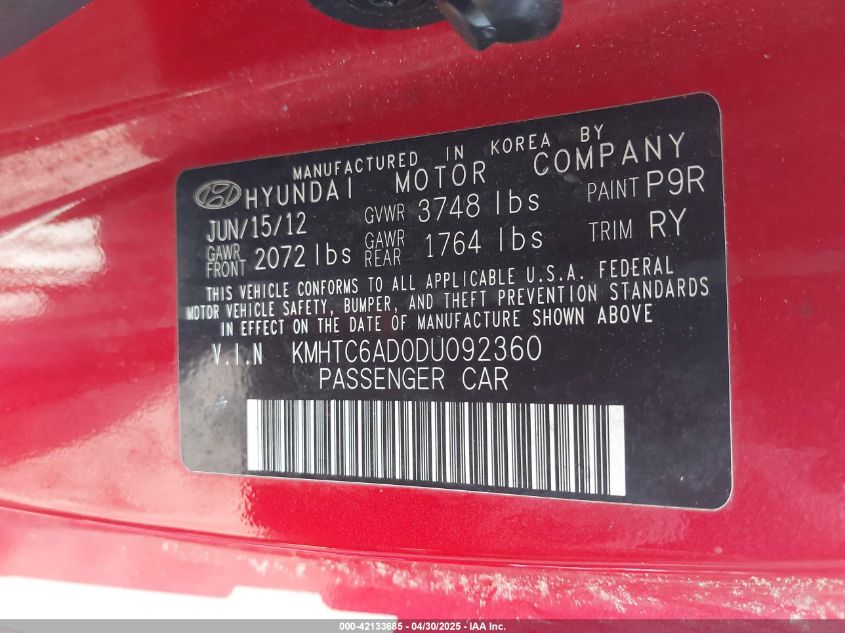 MANUFACTURED IN KOREA BY
HYUNDAI MOTOR COMPANY
JUN/15/12 GVWR 3748 lbs PAINT P9R
GAWR FRONT 2072 lbs GAWR REAR 1764 lbs TRIM RY
THIS VEHICLE CONFORMS TO ALL APPLICABLE U.S.A. FEDERAL
MOTOR VEHICLE SAFETY, BUMPER, AND THEFT PREVENTION STANDARDS
IN EFFECT ON THE DATE OF MANUFACTURE SHOWN ABOVE
V.I.N KMHTC6AD0DU092360
PASSENGER CAR
000-42133685 - 04/30/2025 - IAA Inc.